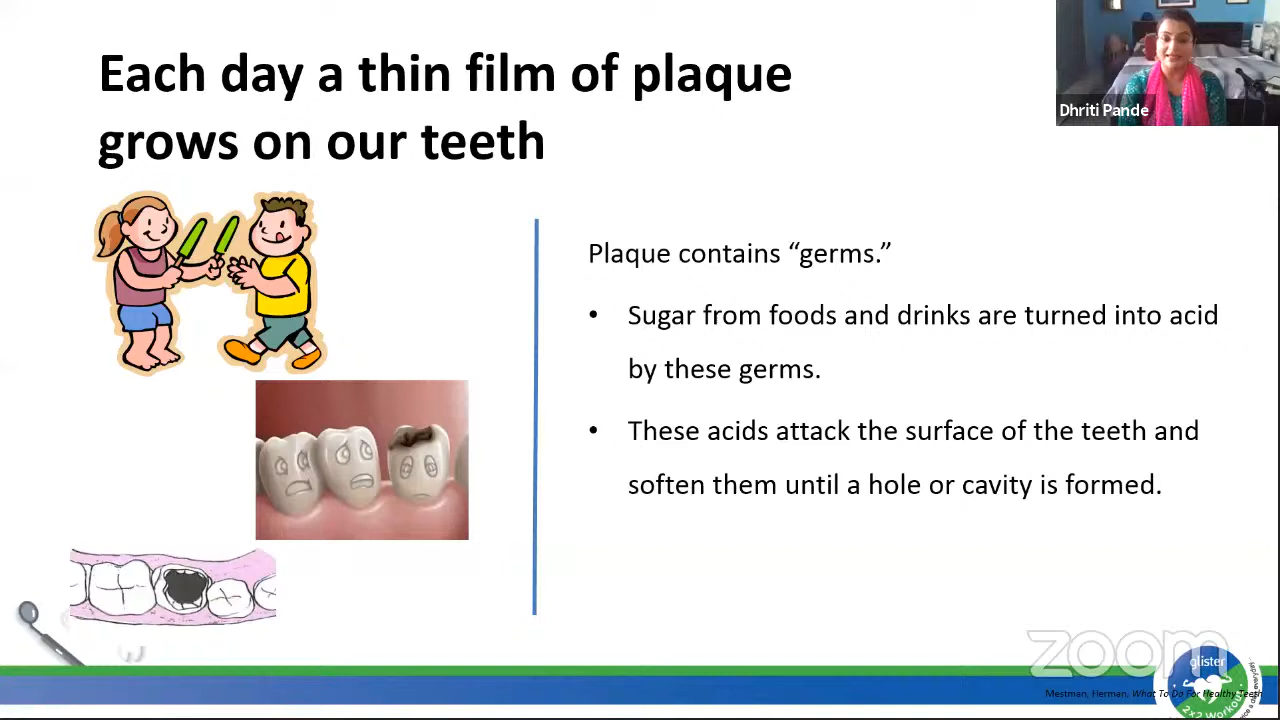 Each day a thin film of plaque
grows on our teeth
Dhriti Pande
Plaque contains “germs.”
• Sugar from foods and drinks are turned into acid
by these germs.
• These acids attack the surface of the teeth and
soften them until a hole or cavity is formed.
zoom
glister
Mestman, Herman, What To Do For Healthy Teeth
2x2 Workout